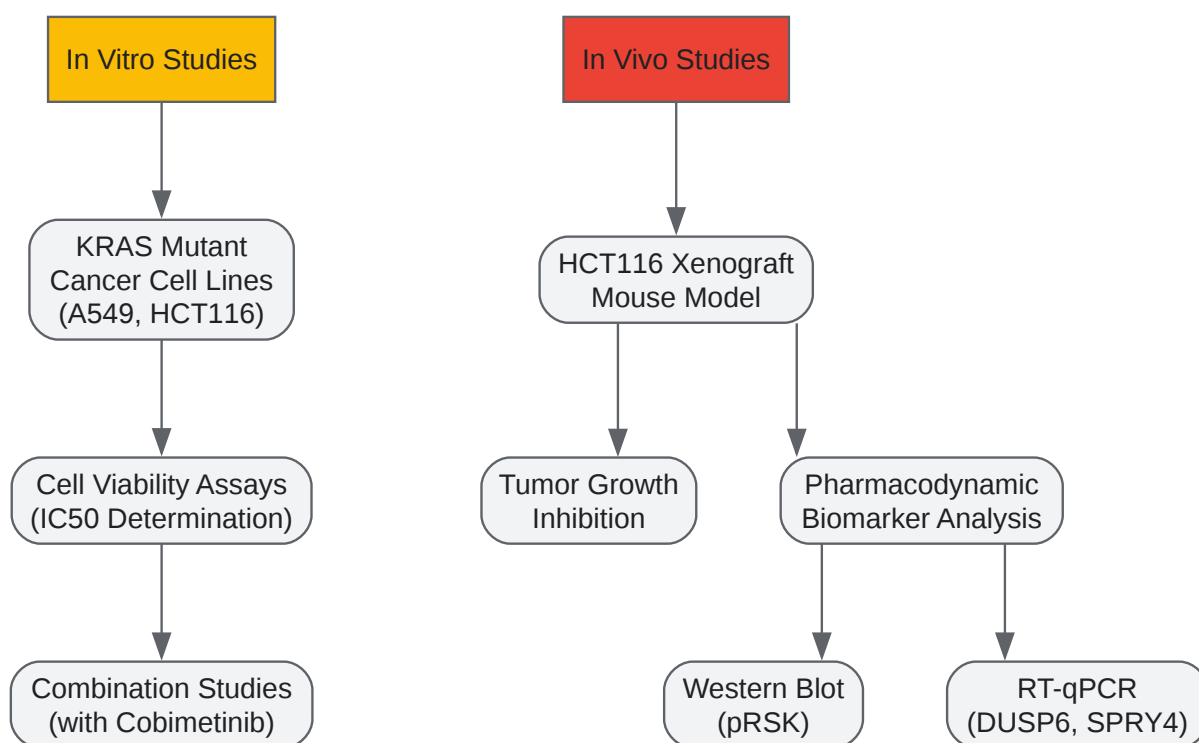 In Vitro Studies
In Vivo Studies
KRAS Mutant
Cancer Cell Lines
(A549, HCT116)
HCT116 Xenograft
Mouse Model
Cell Viability Assays
(IC50 Determination)
Tumor Growth
Inhibition
Pharmacodynamic
Biomarker Analysis
Combination Studies
(with Cobimetinib)
Western Blot
(pRSK)
RT-qPCR
(DUSP6, SPRY4)